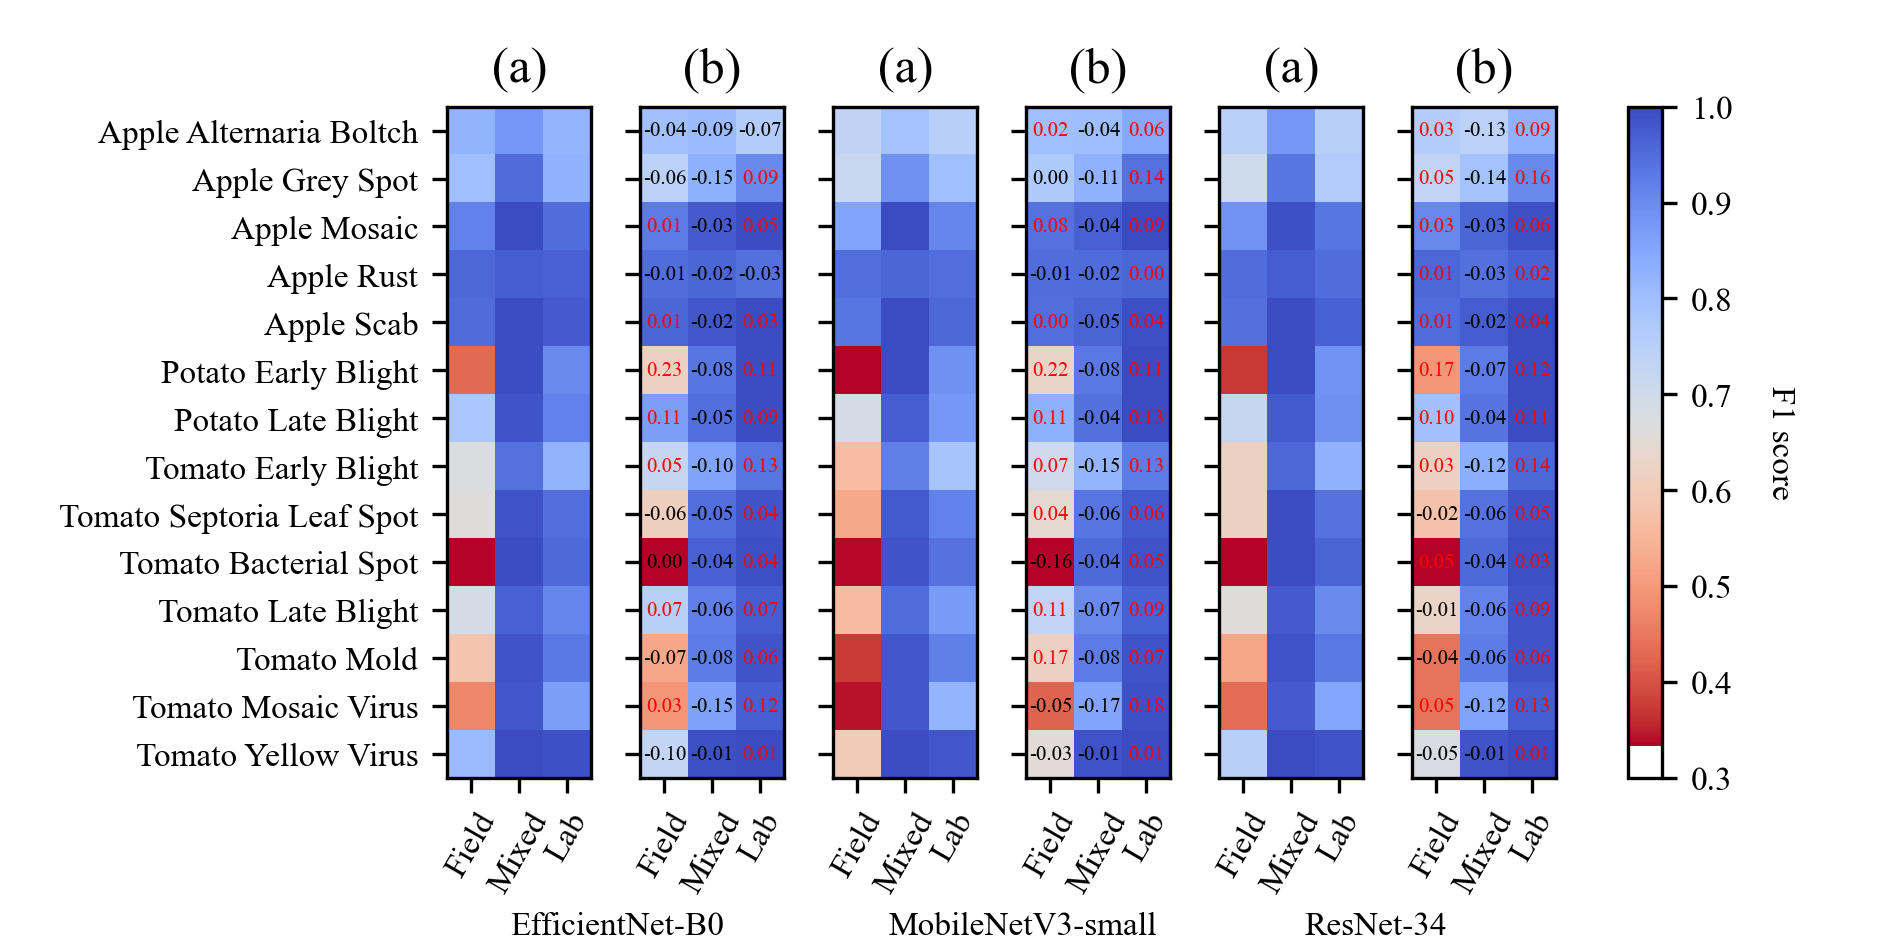 (a) (b) (a) (b) (a) (b)
Apple Alternaria Boltch -0.04 -0.09 -0.07 0.02 -0.04 0.06 0.03 -0.13 0.09
Apple Grey Spot -0.06 -0.15 0.09 0.00 -0.11 0.14 0.05 -0.14 0.16
Apple Mosaic 0.01 -0.03 0.05 0.08 -0.04 0.09 0.03 -0.03 0.06
Apple Rust -0.01 -0.02 -0.03 -0.01 -0.02 0.00 0.01 -0.03 0.02
Apple Scab 0.01 -0.02 0.03 0.00 -0.05 0.04 0.01 -0.02 0.04
Potato Early Blight 0.23 -0.08 0.11 0.22 -0.08 0.11 0.17 -0.07 0.12
Potato Late Blight 0.11 -0.05 0.09 0.11 -0.04 0.13 0.10 -0.04 0.11
Tomato Early Blight 0.05 -0.10 0.13 0.07 -0.15 0.13 0.03 -0.12 0.14
Tomato Septoria Leaf Spot -0.06 -0.05 0.04 0.04 -0.06 0.06 -0.02 -0.06 0.05
Tomato Bacterial Spot 0.00 -0.04 0.04 -0.16 -0.04 0.05 0.05 -0.04 0.03
Tomato Late Blight 0.07 -0.06 0.07 0.11 -0.07 0.09 -0.01 -0.06 0.09
Tomato Mold -0.07 -0.08 0.06 0.17 -0.08 0.07 -0.04 -0.06 0.06
Tomato Mosaic Virus 0.03 -0.15 0.12 -0.05 -0.17 0.18 0.05 -0.12 0.13
Tomato Yellow Virus -0.10 -0.01 0.01 -0.03 -0.01 0.01 -0.05 -0.01 0.01
Field Mixed Lab Field Mixed Lab Field Mixed Lab Field Mixed Lab Field Mixed Lab Field Mixed Lab
EfficientNet-B0 MobileNetV3-small ResNet-34
1.0
0.9
0.8
0.7
0.6
0.5
0.4
0.3
F1 score